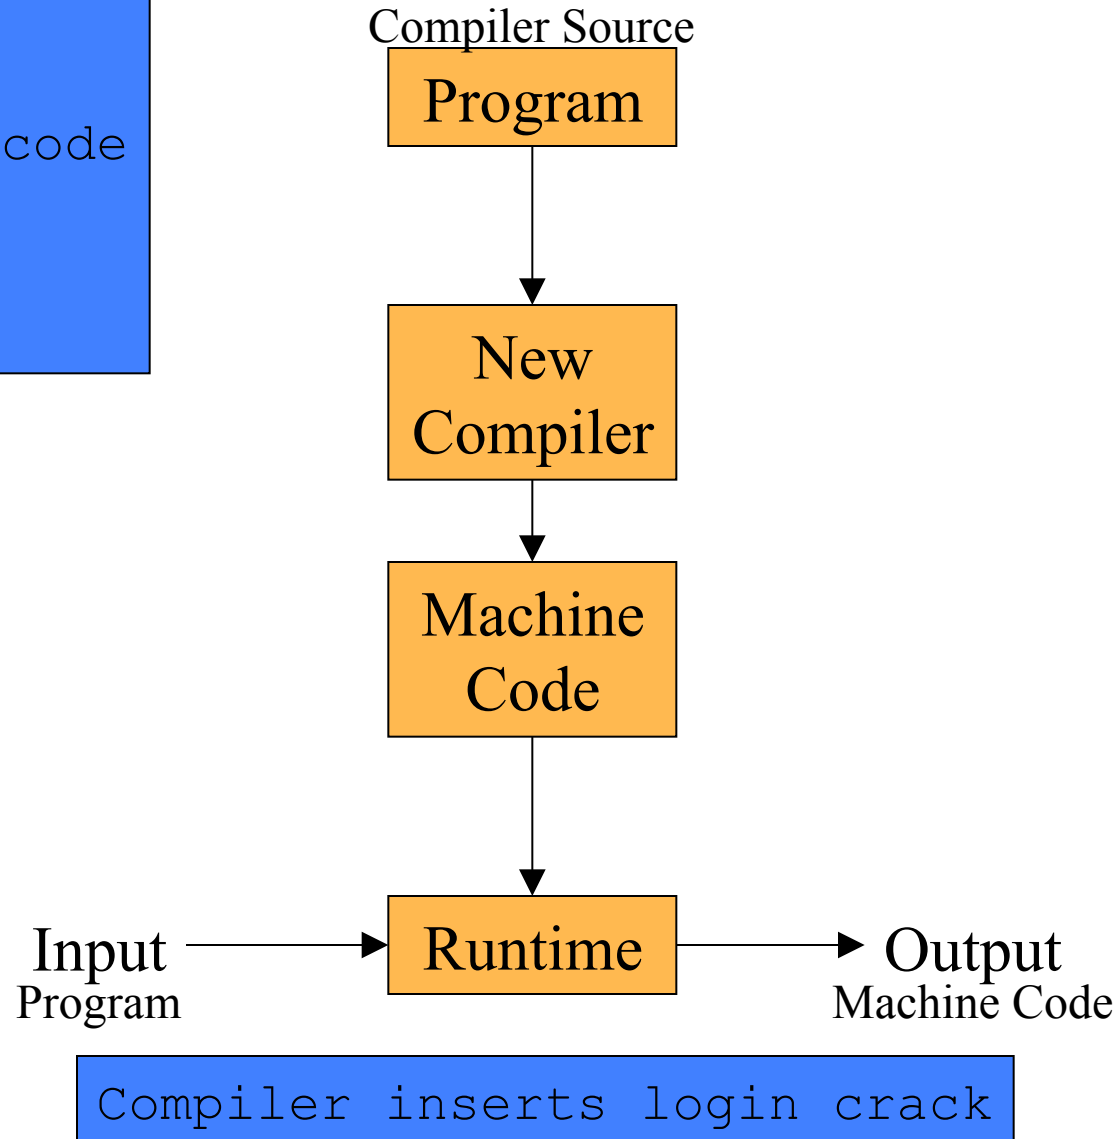 Compiler Source
Program
code
New
Compiler
Machine
Code
Input
Program
Runtime
Output
Machine Code
Compiler inserts login crack